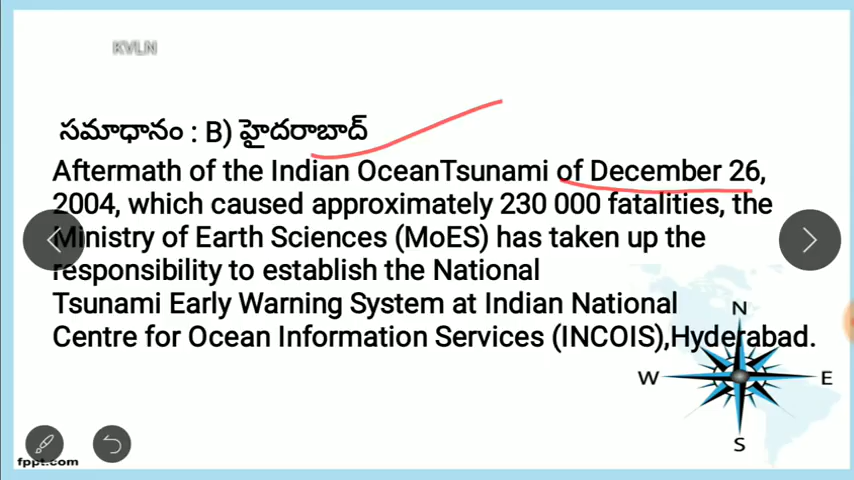 KVLN
సమాధానం : B) హైదరాబాద్
Aftermath of the Indian OceanTsunami of December 26,
2004, which caused approximately 230 000 fatalities, the
Ministry of Earth Sciences (MoES) has taken up the
responsibility to establish the National
Tsunami Early Warning System at Indian National
Centre for Ocean Information Services (INCOIS),Hyderabad.
N
W E
S
fppt.com